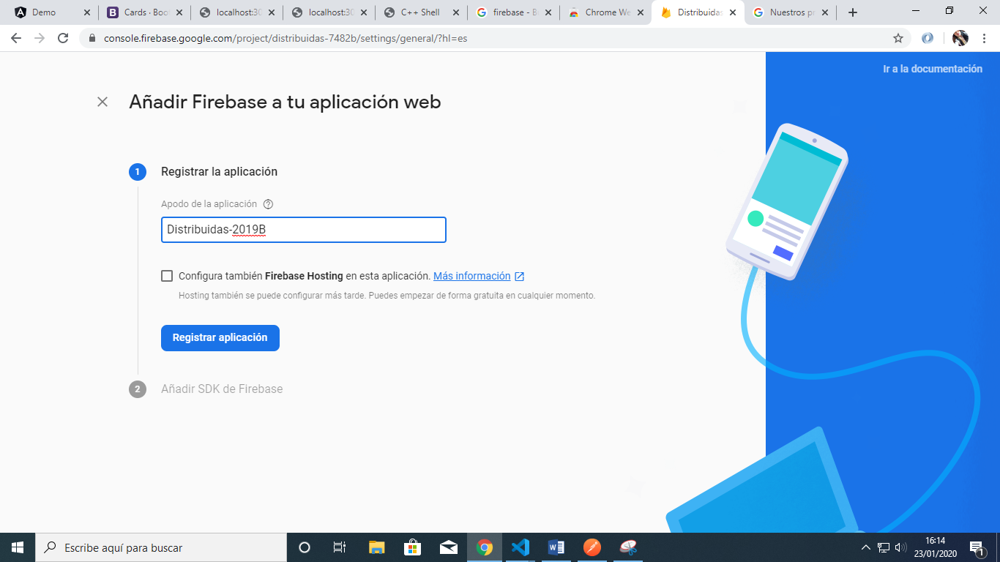 Demo
Cards · Boo
localhost:30
localhost:30
C++ Shell
firebase - B
Chrome We
Distribuidas
Nuestros pr
console.firebase.google.com/project/distribuidas-7482b/settings/general/?hl=es
Ir a la documentación
Añadir Firebase a tu aplicación web
1 Registrar la aplicación
Apodo de la aplicación ?
Distribuidas-2019B
Configura también Firebase Hosting en esta aplicación. Más información
Hosting también se puede configurar más tarde. Puedes empezar de forma gratuita en cualquier momento.
Registrar aplicación
2 Añadir SDK de Firebase
Escribe aquí para buscar
16:14
23/01/2020
1